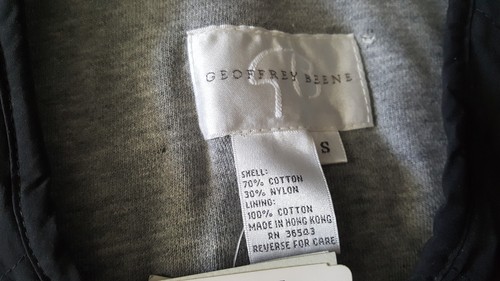 GEOFFREY BEENE
S
SHELL:
70% COTTON
30% NYLON
LINING:
100% COTTON
MADE IN HONG KONG
RN 36503
REVERSE FOR CARE